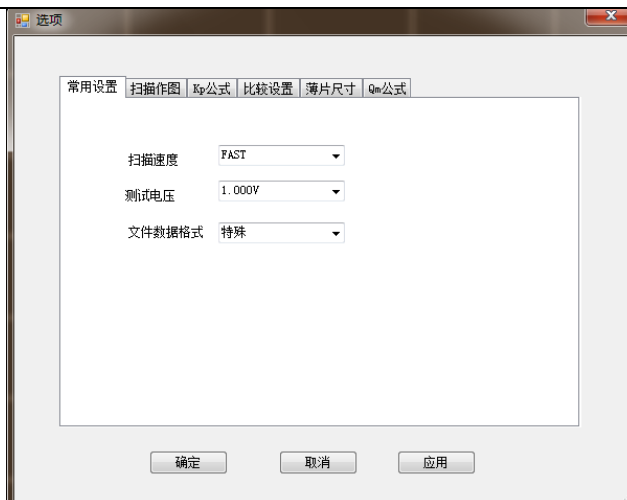 选项
常用设置 扫描作图 Kp公式 比较设置 薄片尺寸 Qm公式
扫描速度 FAST
测试电压 1.000V
文件数据格式 特殊
确定 取消 应用